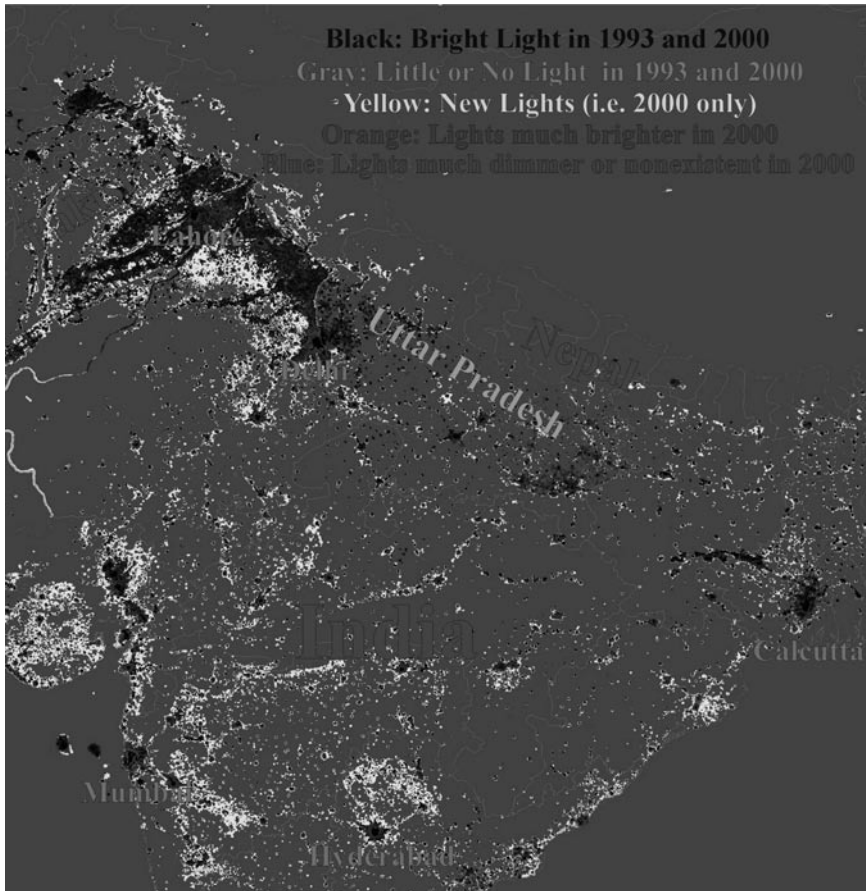 Black: Bright Light in 1993 and 2000
Gray: Little or No Light in 1993 and 2000
Yellow: New Lights (i.e. 2000 only)
Orange: Lights much brighter in 2000
Blue: Lights much dimmer or nonexistent in 2000
Lahore
Uttar Pradesh
Nepal
Delhi
India
Calcutta
Mumbai
Hyderabad